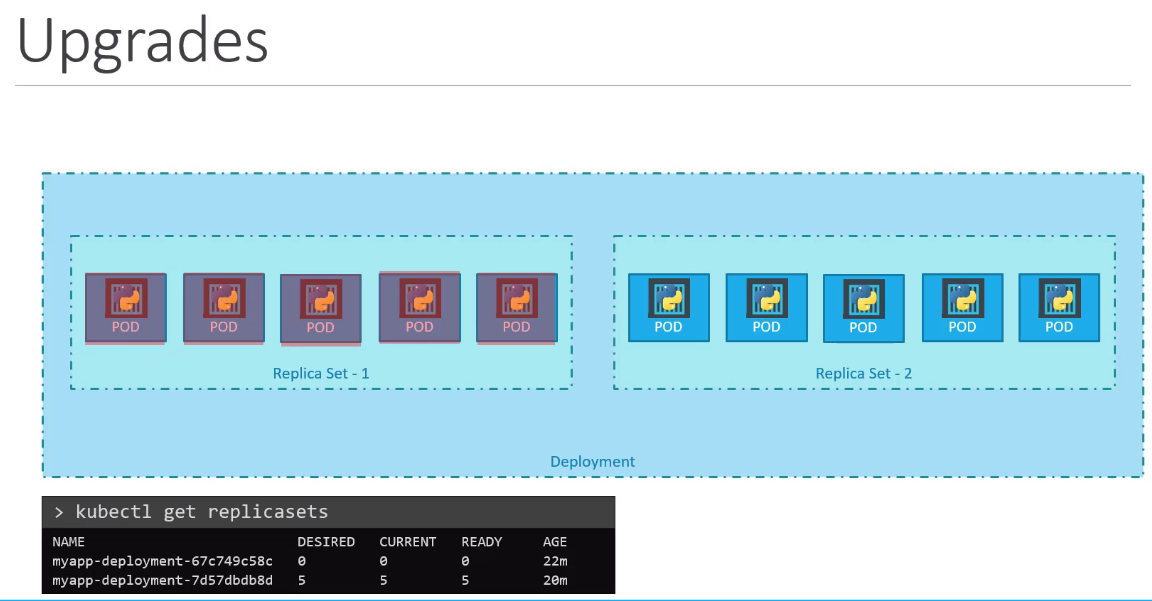 Upgrades
POD POD POD POD POD POD POD POD POD POD
Replica Set - 1 Replica Set - 2
Deployment
> kubectl get replicasets
NAME DESIRED CURRENT READY AGE
myapp-deployment-67c749c58c 0 0 0 22m
myapp-deployment-7d57dbdb8d 5 5 5 20m